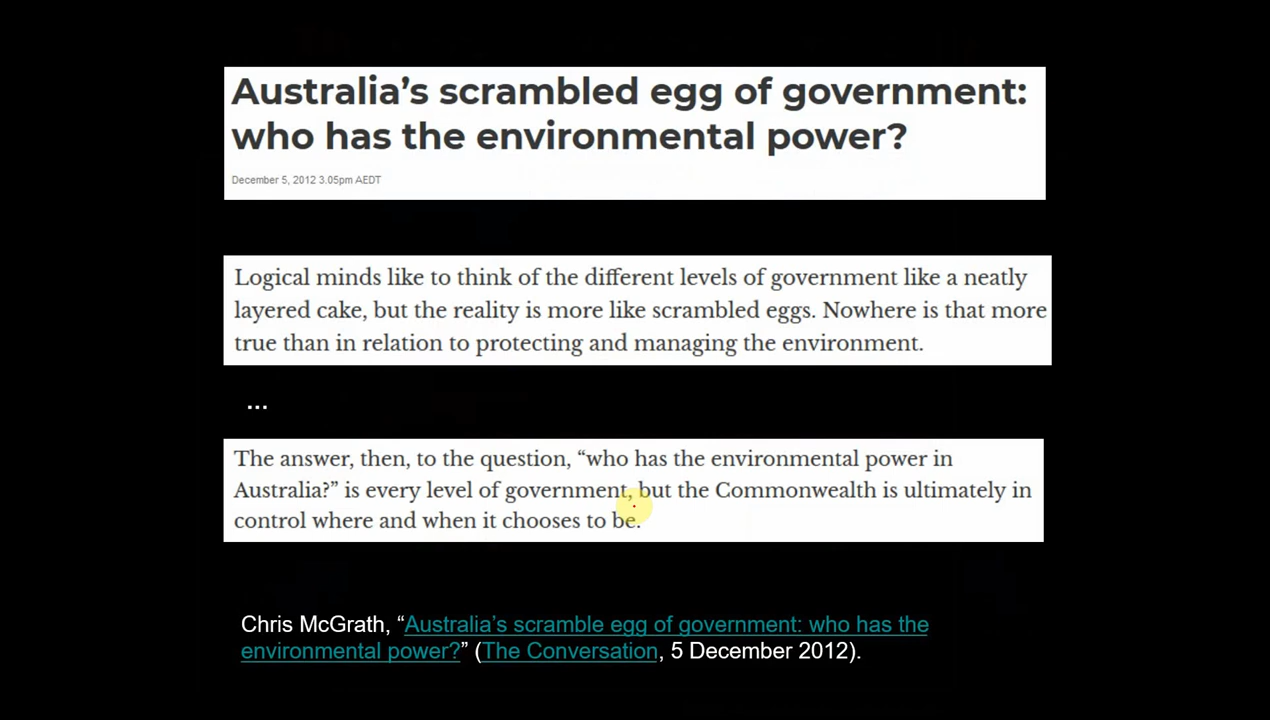 Australia’s scrambled egg of government:
who has the environmental power?
December 5, 2012 3.05pm AEDT
Logical minds like to think of the different levels of government like a neatly
layered cake, but the reality is more like scrambled eggs. Nowhere is that more
true than in relation to protecting and managing the environment.
...
The answer, then, to the question, “who has the environmental power in
Australia?” is every level of government, but the Commonwealth is ultimately in
control where and when it chooses to be.
Chris McGrath, “Australia’s scramble egg of government: who has the
environmental power?” (The Conversation, 5 December 2012).